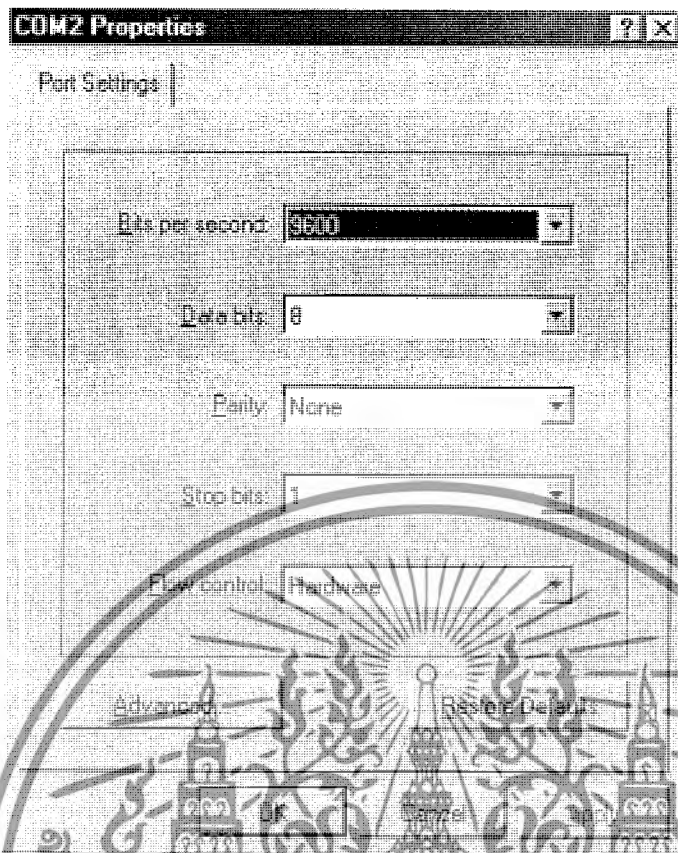 COM2 Properties ? ×
Port Settings
Bits per second: 9600
Data bits: 8
Parity: None
Stop bits: 1
Flow control: Hardware
Advanced... Restore Defaults
OK Cancel Apply